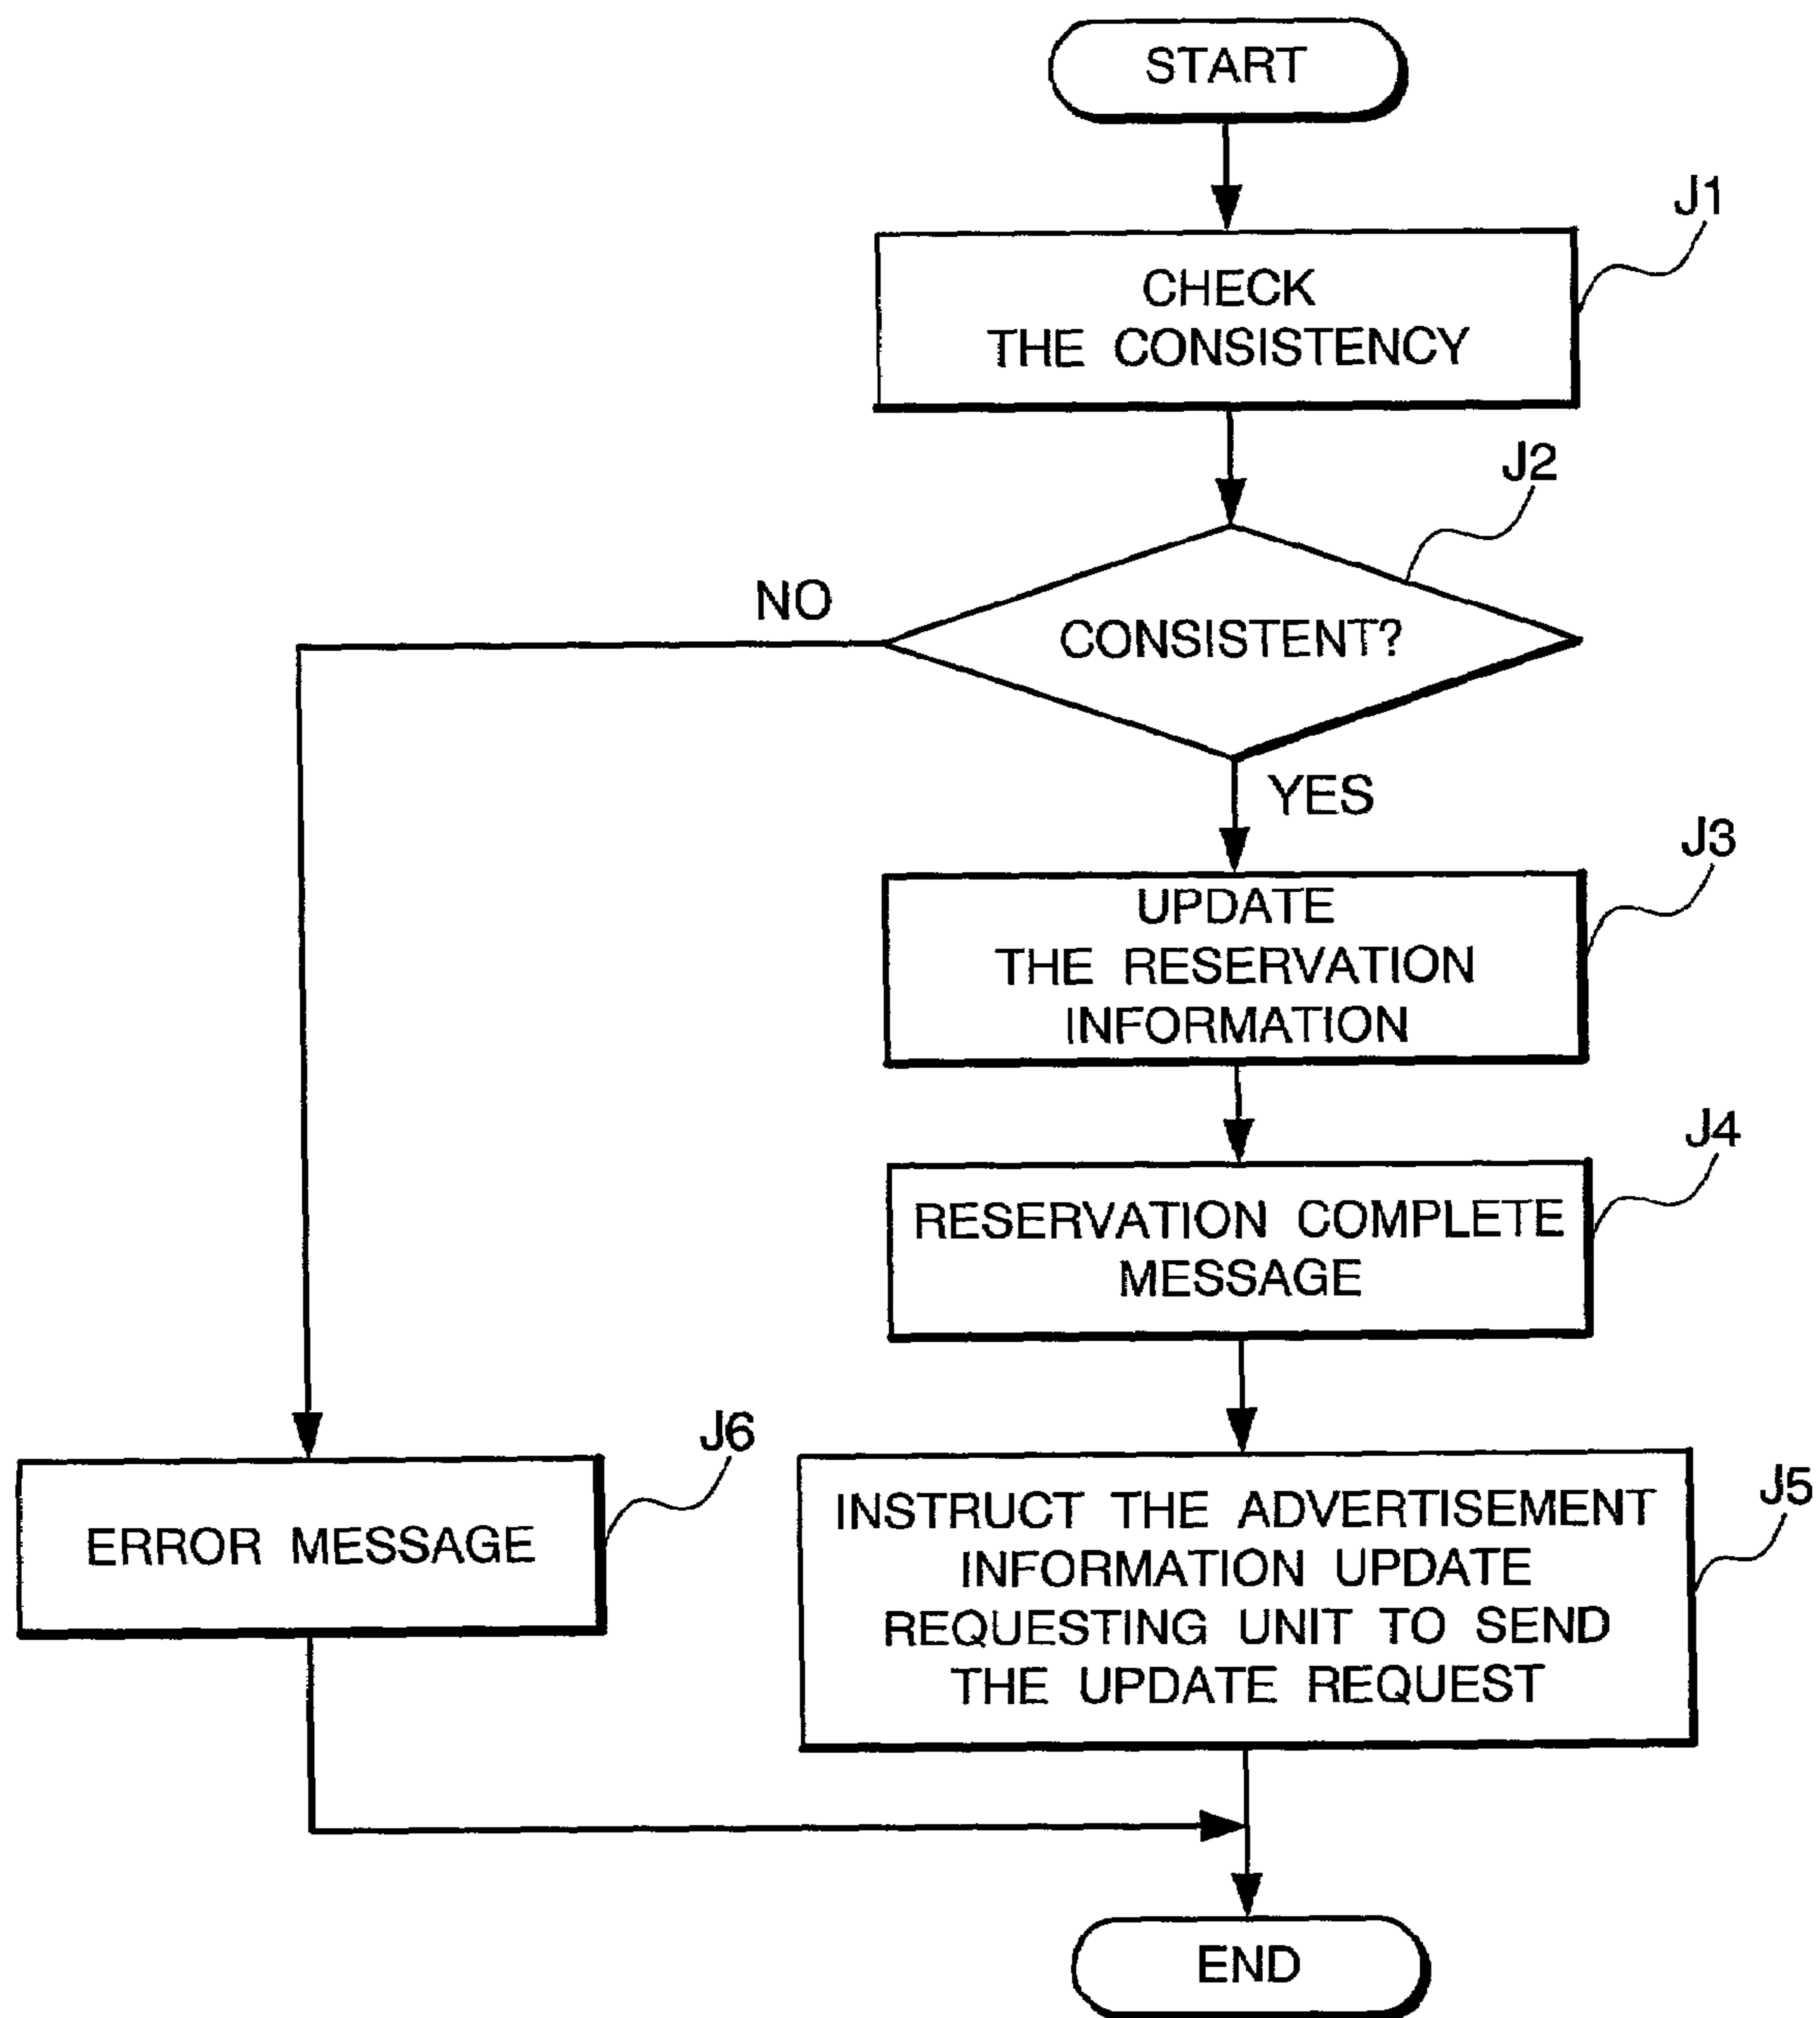 START
J1
CHECK
THE CONSISTENCY
J2
NO
CONSISTENT?
YES
J3
UPDATE
THE RESERVATION
INFORMATION
J4
RESERVATION COMPLETE
MESSAGE
J6
ERROR MESSAGE
J5
INSTRUCT THE ADVERTISEMENT
INFORMATION UPDATE
REQUESTING UNIT TO SEND
THE UPDATE REQUEST
END